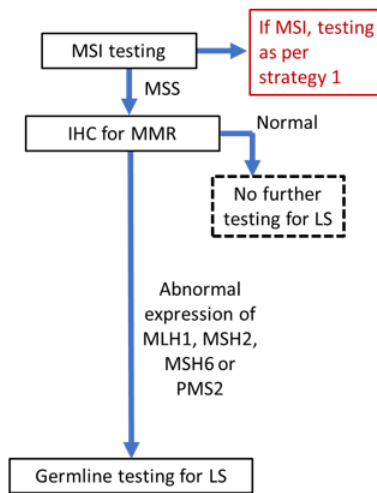 MSI testing
If MSI, testing
as per
strategy 1
MSS
IHC for MMR
Normal
No further
testing for LS
Abnormal
expression of
MLH1, MSH2,
MSH6 or
PMS2
Germline testing for LS